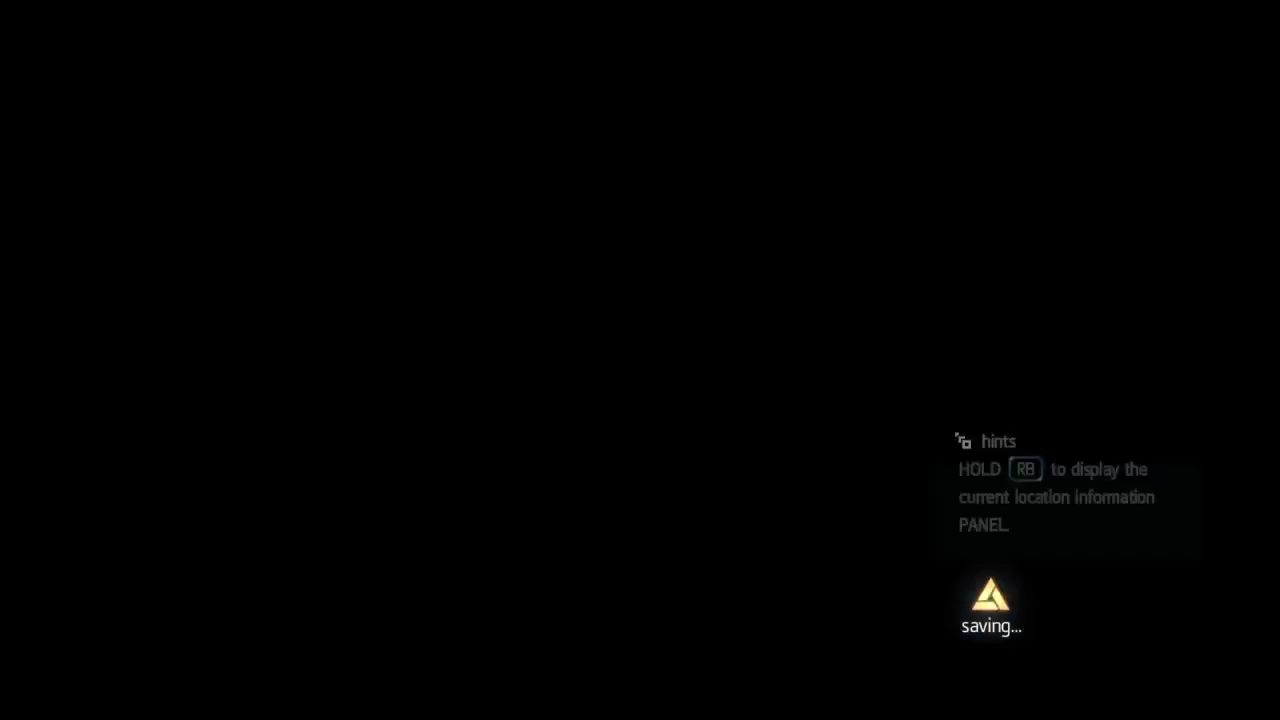 hints
HOLD RB to display the
current location information
PANEL.
saving...